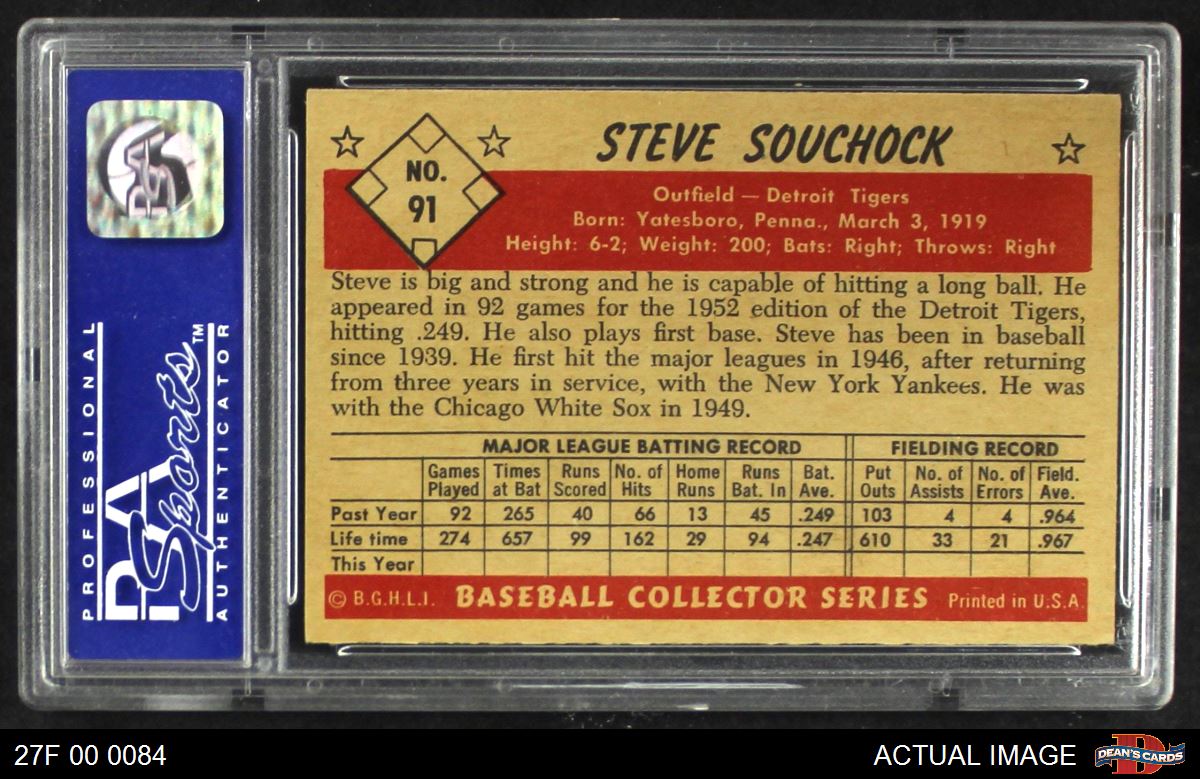 PSA
PROFESSIONAL
PSA Sports™
AUTHENTICATOR
NO.
91
STEVE SOUCHOCK
Outfield — Detroit Tigers
Born: Yatesboro, Penna., March 3, 1919
Height: 6-2; Weight: 200; Bats: Right; Throws: Right
Steve is big and strong and he is capable of hitting a long ball. He
appeared in 92 games for the 1952 edition of the Detroit Tigers,
hitting .249. He also plays first base. Steve has been in baseball
since 1939. He first hit the major leagues in 1946, after returning
from three years in service, with the New York Yankees. He was
with the Chicago White Sox in 1949.
MAJOR LEAGUE BATTING RECORD FIELDING RECORD
Games Times Runs No. of Home Runs Bat. Put No. of No. of Field.
Played at Bat Scored Hits Runs Bat. In Ave. Outs Assists Errors Ave.
Past Year 92 265 40 66 13 45 .249 103 4 4 .964
Life time 274 657 99 162 29 94 .247 610 33 21 .967
This Year
© B.G.H.L.I. BASEBALL COLLECTOR SERIES Printed in U.S.A.
27F 00 0084
ACTUAL IMAGE
DEAN'S CARDS